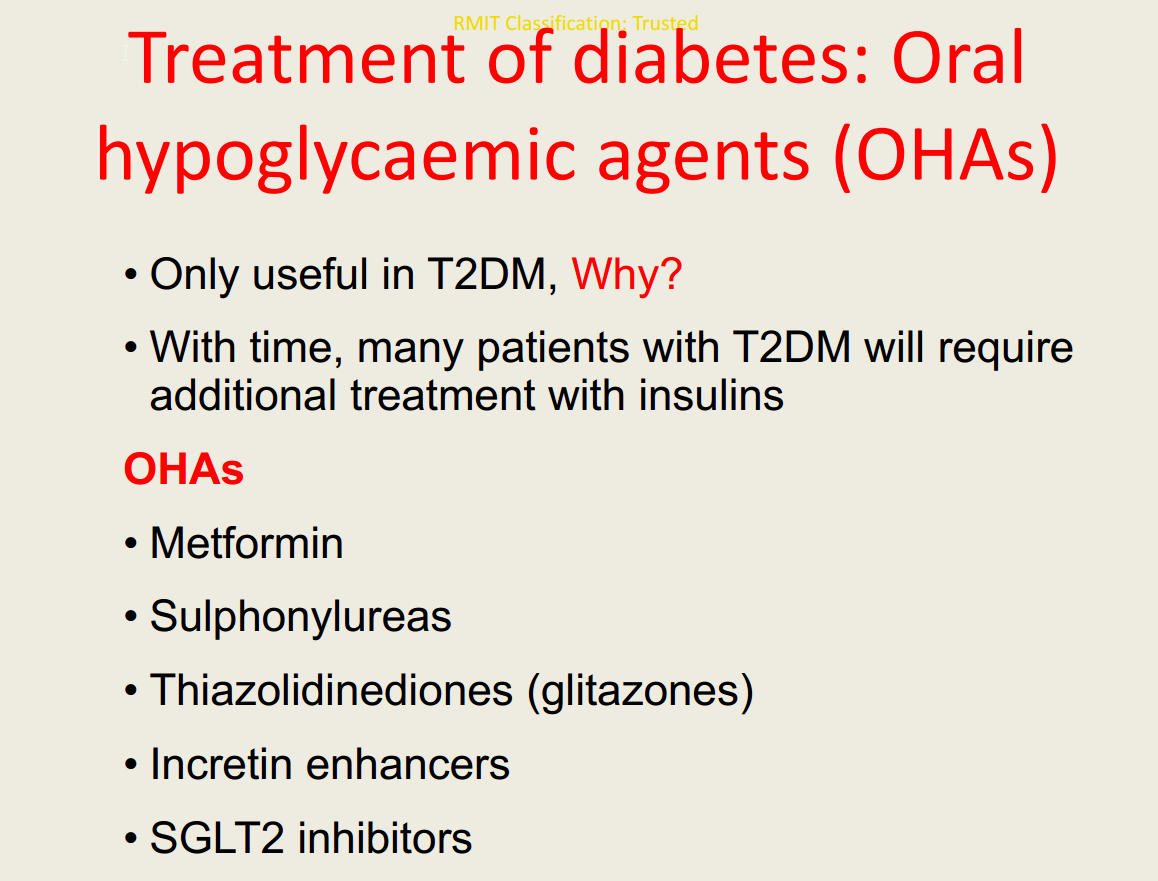 RMIT Classification: Trusted
Treatment of diabetes: Oral
hypoglycaemic agents (OHAs)
• Only useful in T2DM, Why?
• With time, many patients with T2DM will require
additional treatment with insulins
OHAs
• Metformin
• Sulphonylureas
• Thiazolidinediones (glitazones)
• Incretin enhancers
• SGLT2 inhibitors